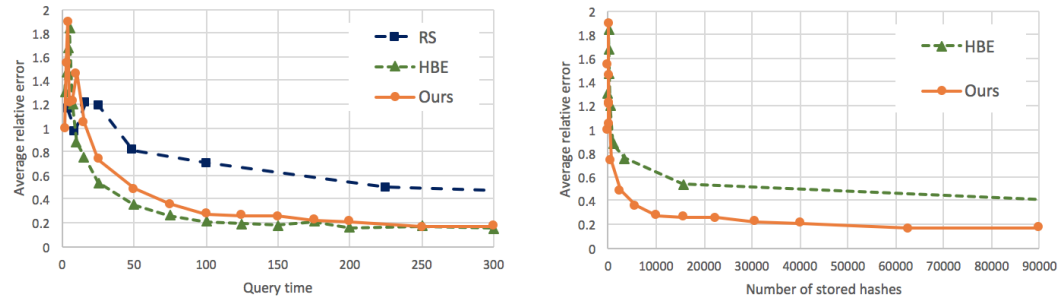 2
1.8
1.6
1.4
1.2
1
0.8
0.6
0.4
0.2
0
Average relative error
0 50 100 150 200 250 300
Query time
RS
HBE
Ours
2
1.8
1.6
1.4
1.2
1
0.8
0.6
0.4
0.2
0
Average relative error
0 10000 20000 30000 40000 50000 60000 70000 80000 90000
Number of stored hashes
HBE
Ours